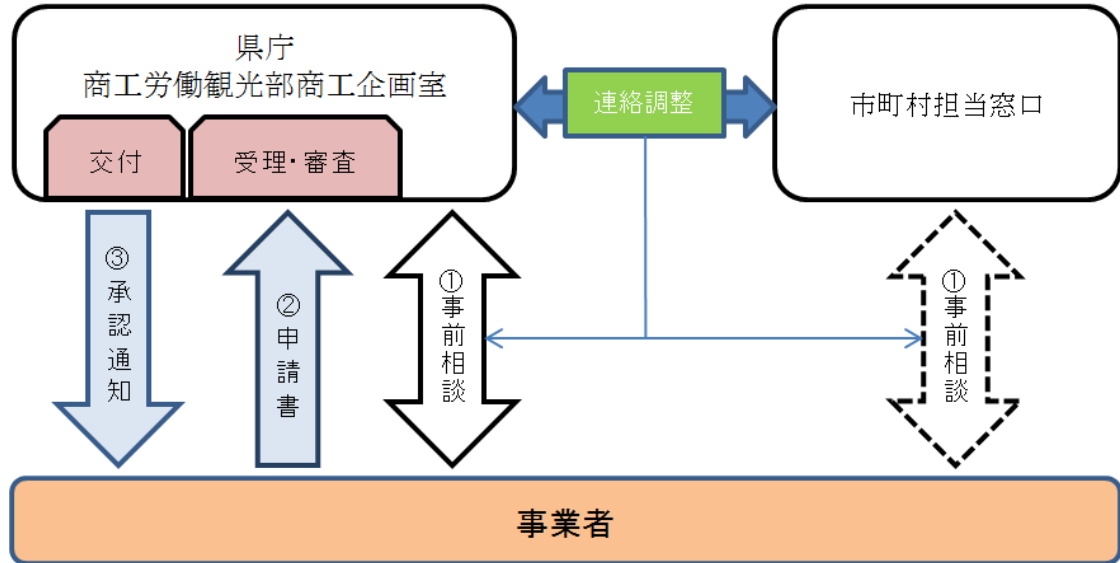 県庁
商工労働観光部商工企画室
交付
受理・審査
連絡調整
市町村担当窓口
③承認通知
②申請書
①事前相談
①事前相談
事業者